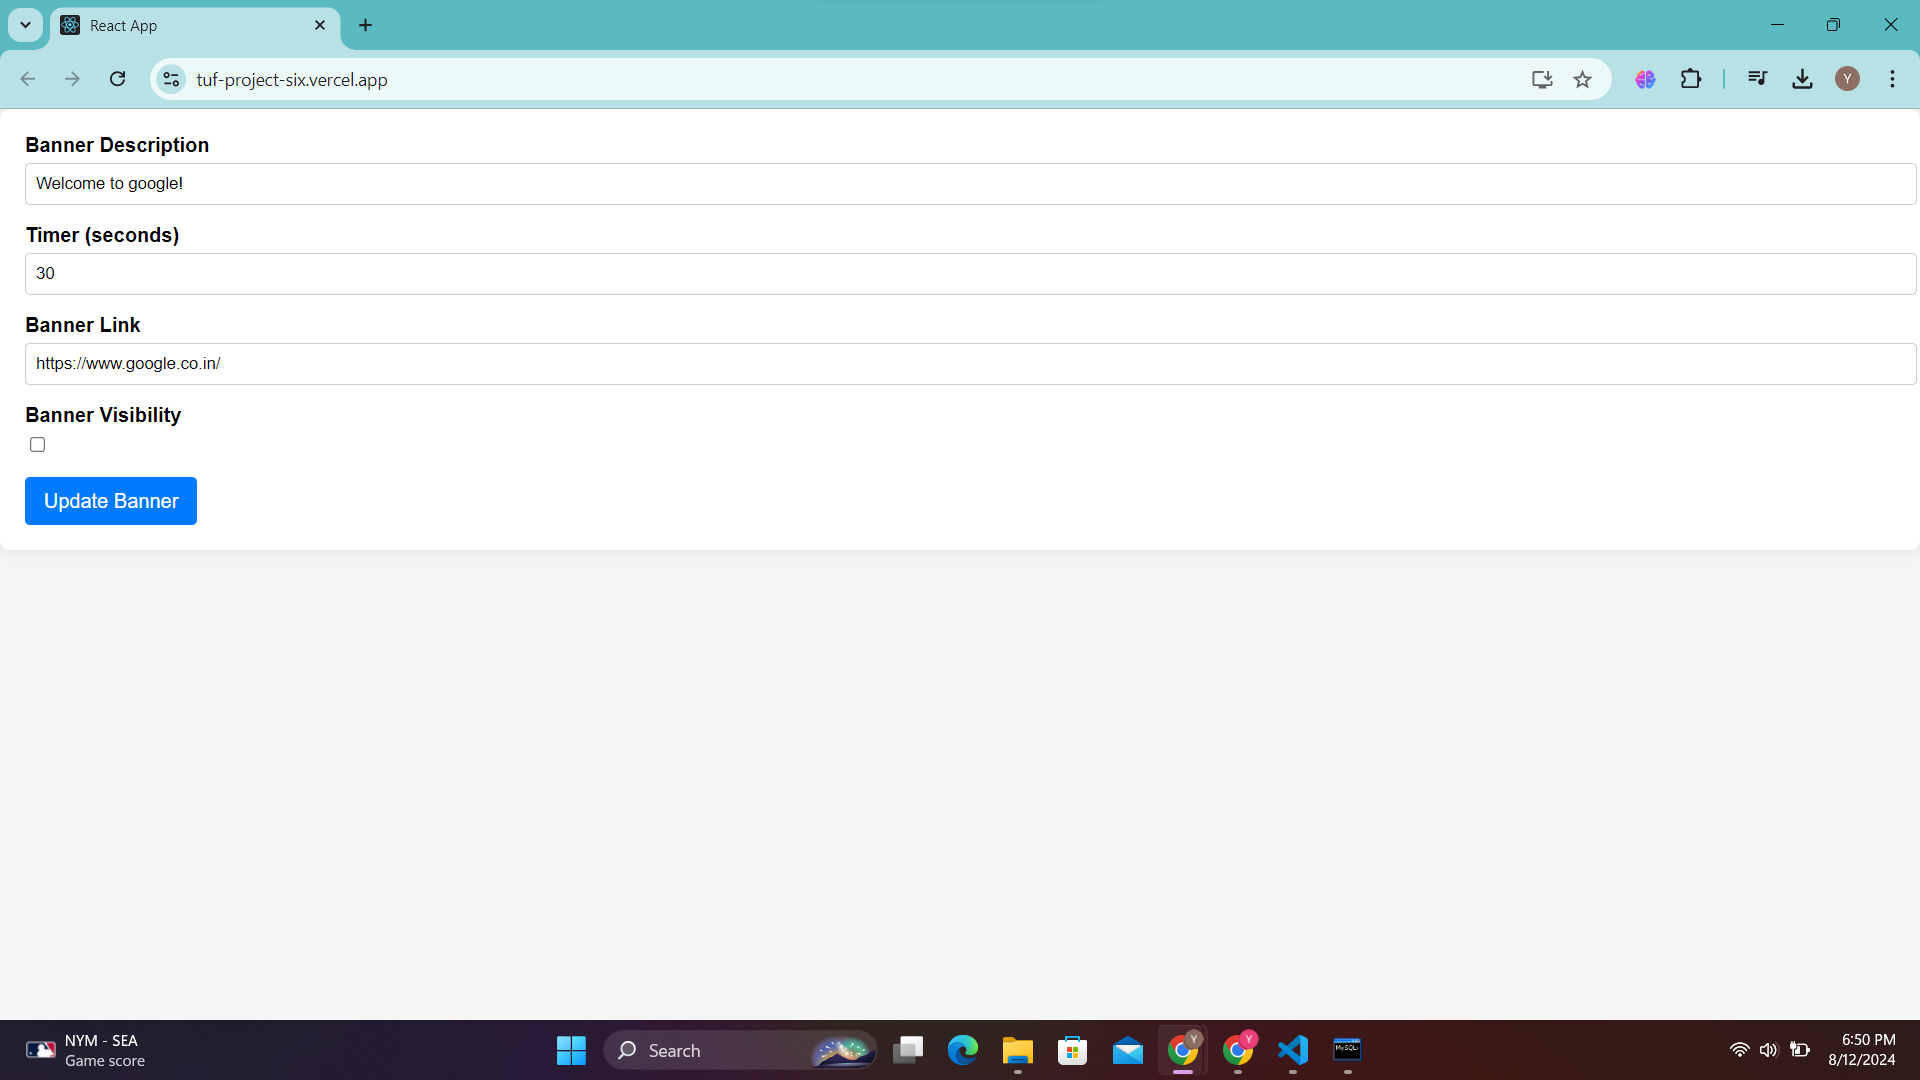 React App
tuf-project-six.vercel.app
Y
Banner Description
Welcome to google!
Timer (seconds)
30
Banner Link
https://www.google.co.in/
Banner Visibility
Update Banner
NYM - SEA
Game score
Search
Y
Y
MySQL
6:50 PM
8/12/2024